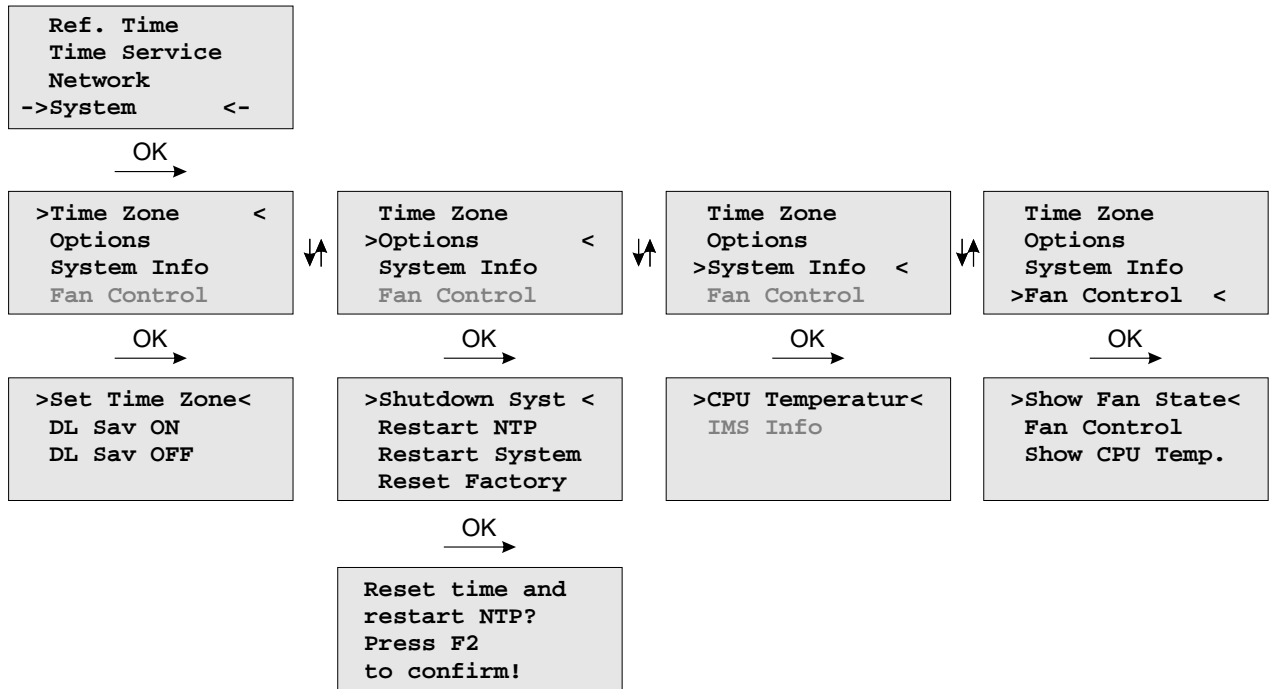 Ref. Time
Time Service
Network
->System <-
OK
>Time Zone <
Options
System Info
Fan Control
Time Zone
>Options <
System Info
Fan Control
Time Zone
Options
>System Info <
Fan Control
Time Zone
Options
System Info
>Fan Control <
OK
OK
OK
OK
>Set Time Zone<
DL Sav ON
DL Sav OFF
>Shutdown Syst <
Restart NTP
Restart System
Reset Factory
>CPU Temperatur<
IMS Info
>Show Fan State<
Fan Control
Show CPU Temp.
OK
Reset time and
restart NTP?
Press F2
to confirm!